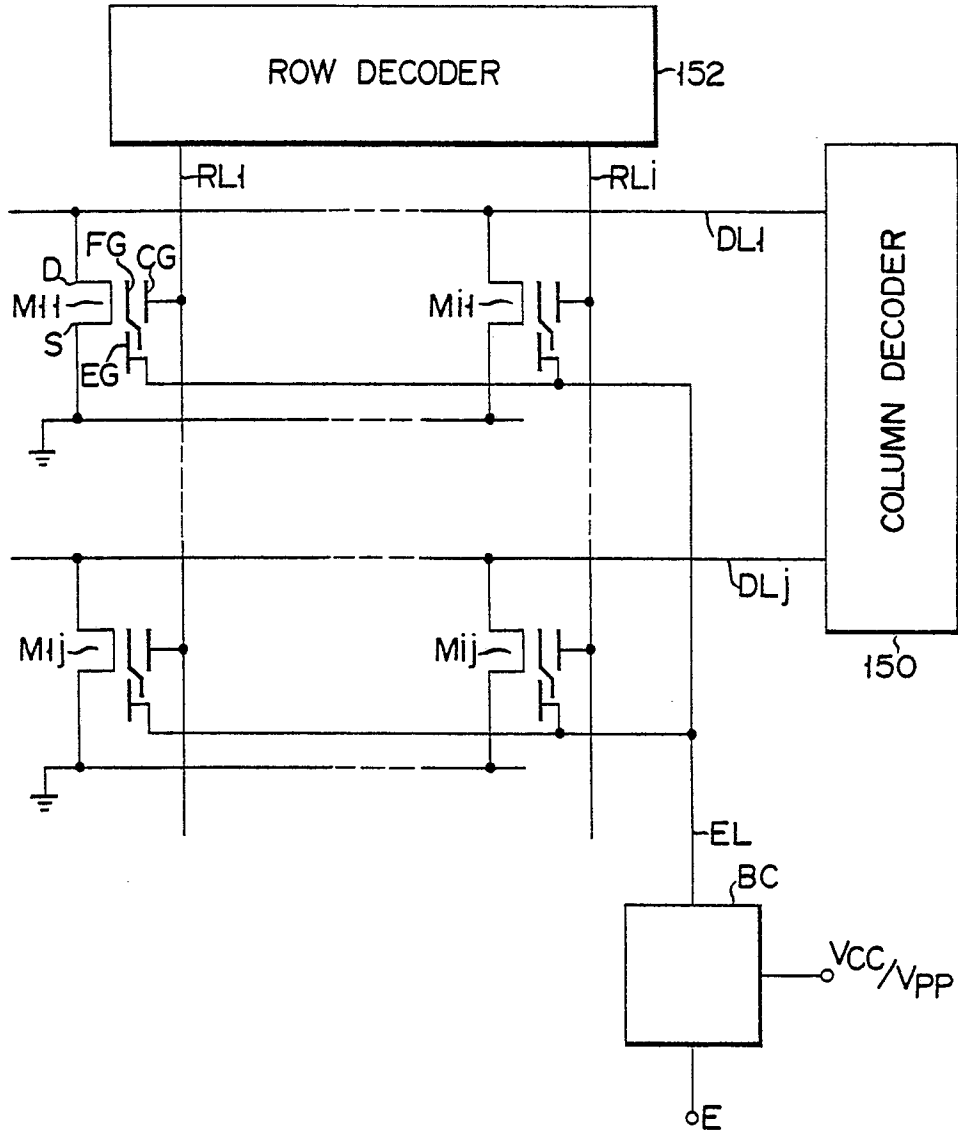 ROW DECODER
152
RL1
RLi
DL1
FG
CG
D
M11
Mi1
S
EG
COLUMN DECODER
DLj
M1j
Mij
150
EL
BC
VCC/VPP
E